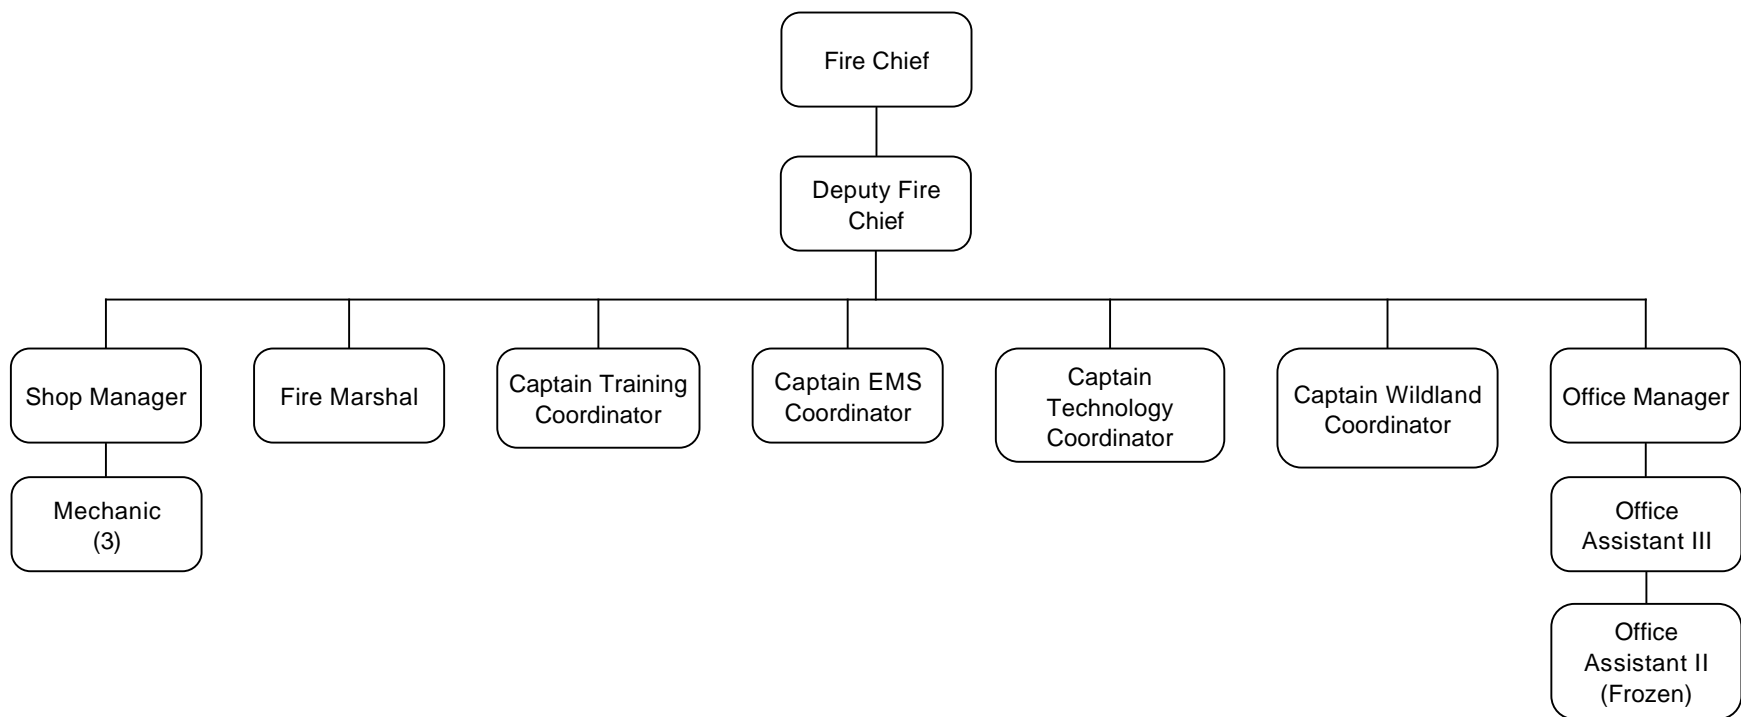 Fire Chief
Deputy Fire
Chief
Shop Manager
Fire Marshal
Captain Training
Coordinator
Captain EMS
Coordinator
Captain
Technology
Coordinator
Captain Wildland
Coordinator
Office Manager
Mechanic
(3)
Office
Assistant III
Office
Assistant II
(Frozen)